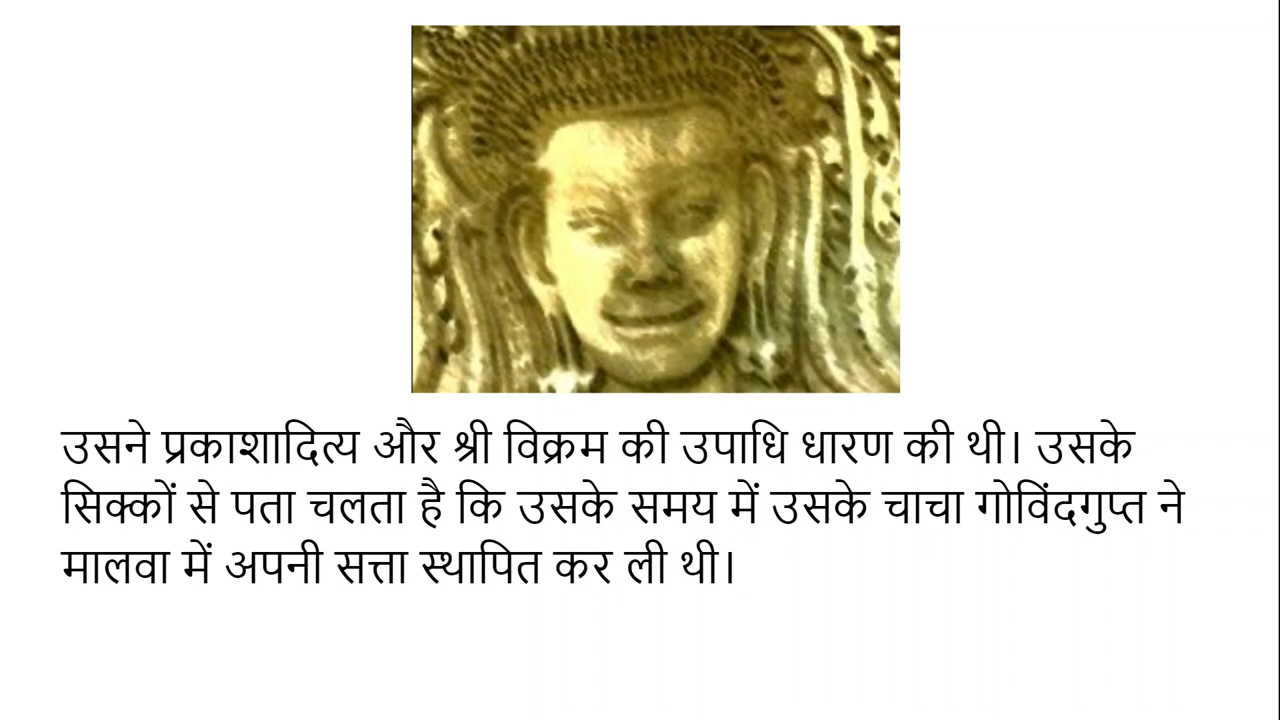 उसने प्रकाशादित्य और श्री विक्रम की उपाधि धारण की थी। उसके
सिक्कों से पता चलता है कि उसके समय में उसके चाचा गोविंदगुप्त ने
मालवा में अपनी सत्ता स्थापित कर ली थी।